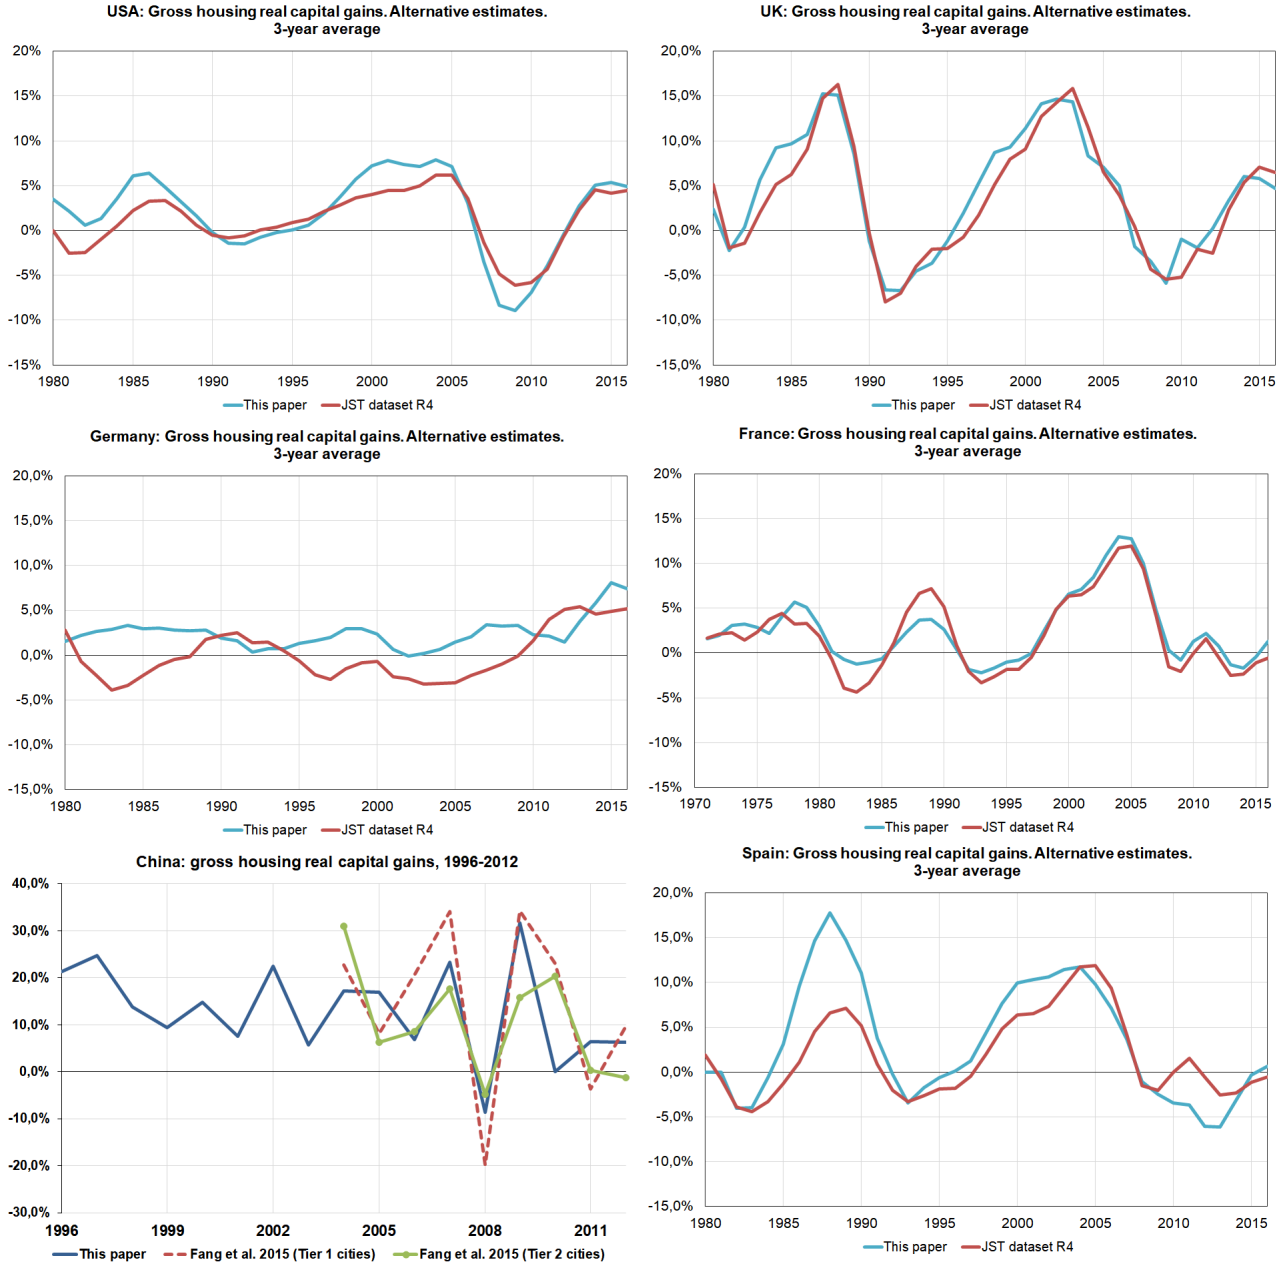 USA: Gross housing real capital gains. Alternative estimates.
3-year average
20%
15%
10%
5%
0%
-5%
-10%
-15%
1980 1985 1990 1995 2000 2005 2010 2015
This paper JST dataset R4
UK: Gross housing real capital gains. Alternative estimates.
3-year average
20,0%
15,0%
10,0%
5,0%
0,0%
-5,0%
-10,0%
-15,0%
1980 1985 1990 1995 2000 2005 2010 2015
This paper JST dataset R4
Germany: Gross housing real capital gains. Alternative estimates.
3-year average
20,0%
15,0%
10,0%
5,0%
0,0%
-5,0%
-10,0%
-15,0%
1980 1985 1990 1995 2000 2005 2010 2015
This paper JST dataset R4
France: Gross housing real capital gains. Alternative estimates.
3-year average
20%
15%
10%
5%
0%
-5%
-10%
-15%
1970 1975 1980 1985 1990 1995 2000 2005 2010 2015
This paper JST dataset R4
China: gross housing real capital gains, 1996-2012
40,0%
30,0%
20,0%
10,0%
0,0%
-10,0%
-20,0%
-30,0%
1996 1999 2002 2005 2008 2011
This paper Fang et al. 2015 (Tier 1 cities) Fang et al. 2015 (Tier 2 cities)
Spain: Gross housing real capital gains. Alternative estimates.
3-year average
20,0%
15,0%
10,0%
5,0%
0,0%
-5,0%
-10,0%
-15,0%
1980 1985 1990 1995 2000 2005 2010 2015
This paper JST dataset R4